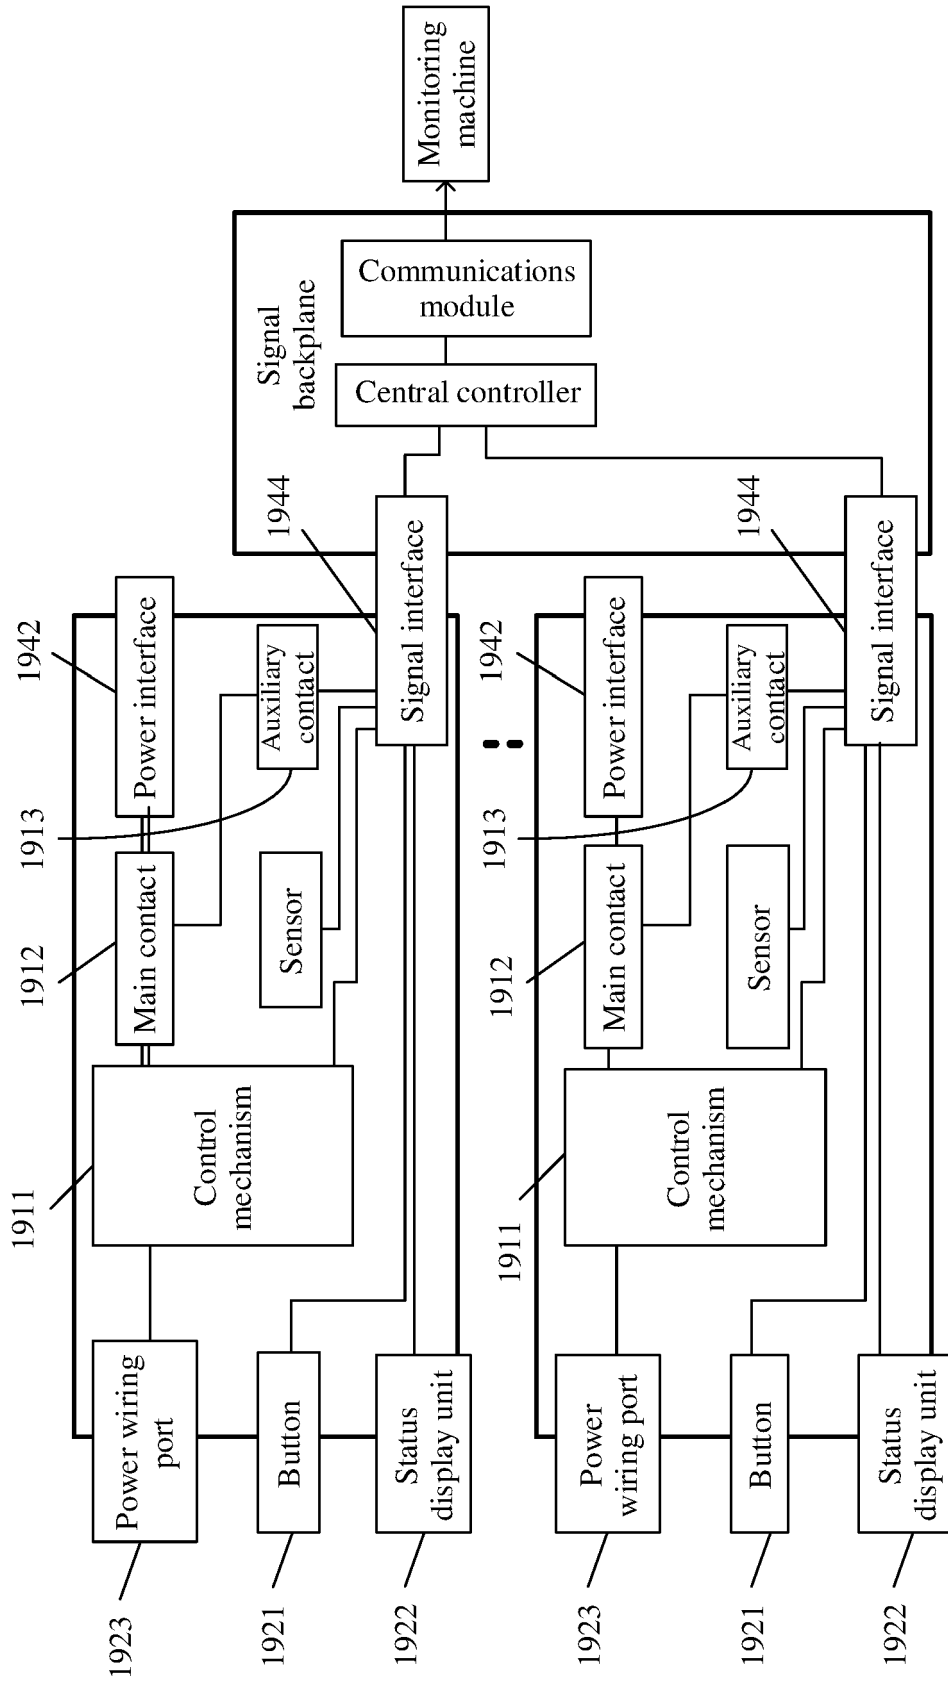 1923
1911
1912
1913
1942
Power wiring
port
Control
mechanism
Main contact
Power interface
1921
Button
Sensor
Auxiliary
contact
1944
1922
Status
display unit
Signal interface
Signal
backplane
Central controller
Communications
module
Monitoring
machine
1923
1911
1912
1913
1942
Power
wiring port
Control
mechanism
Main contact
Power interface
1921
Button
Sensor
Auxiliary
contact
1944
1922
Status
display unit
Signal interface